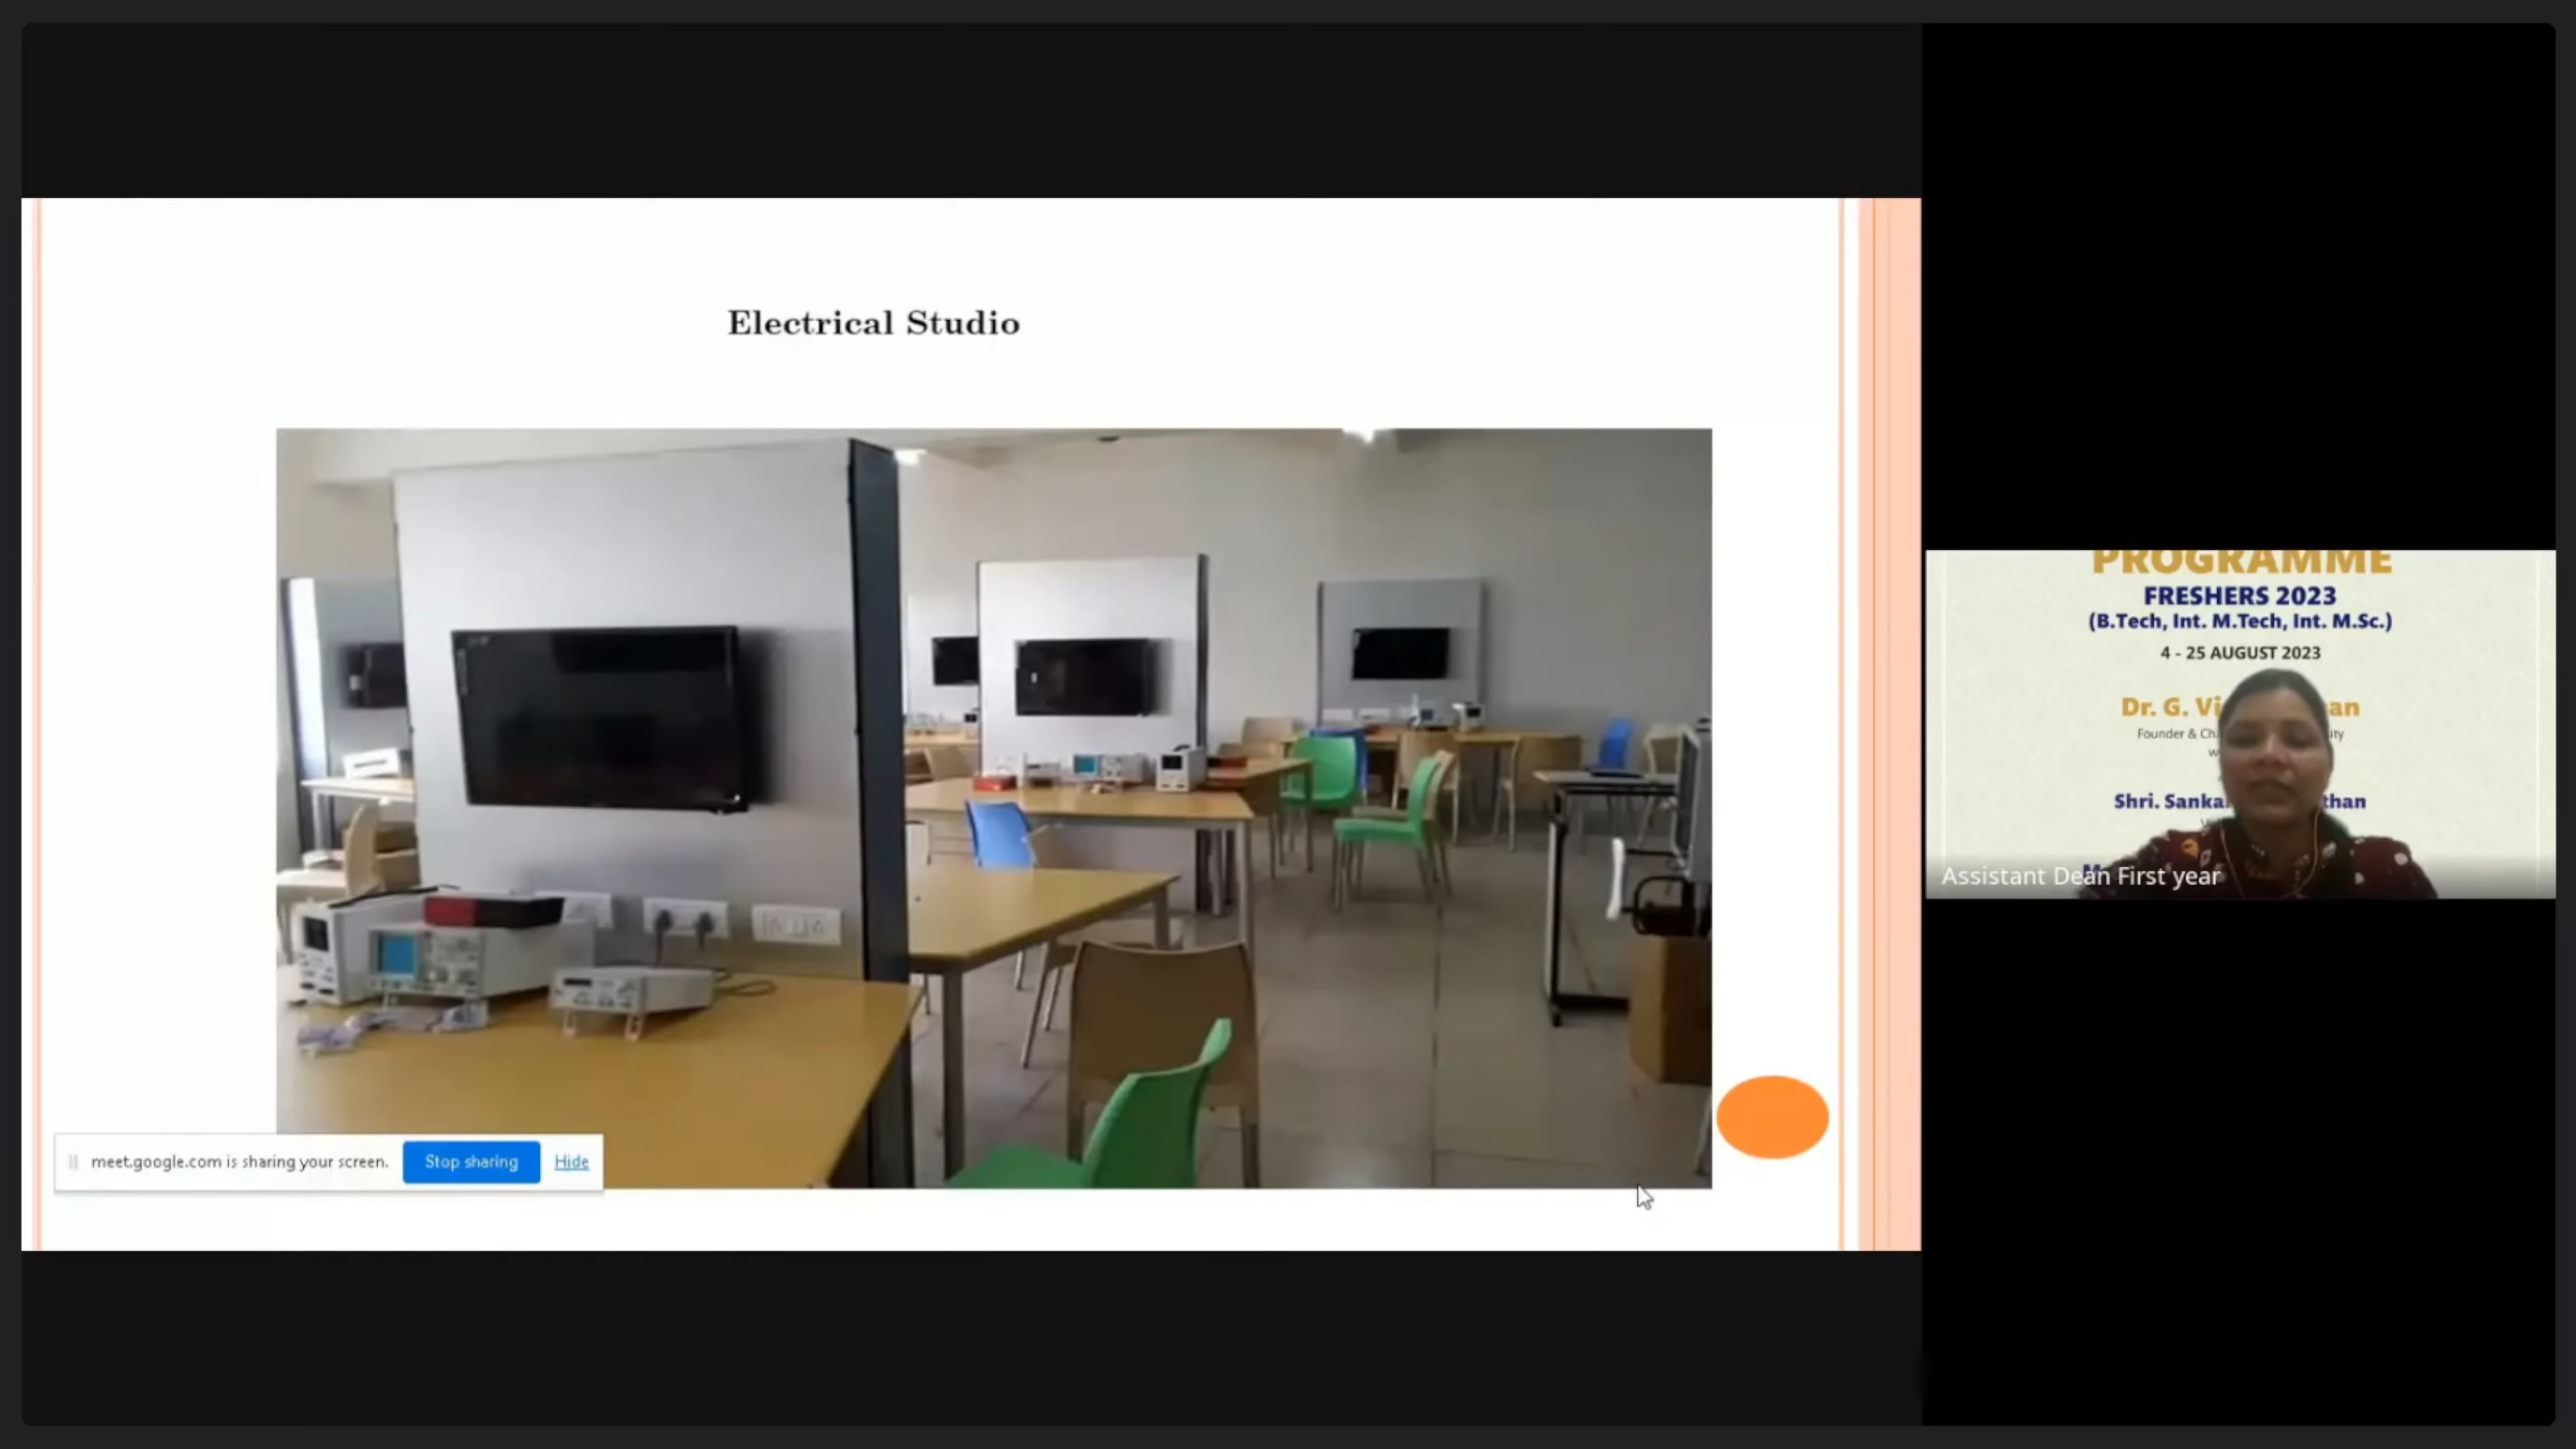 Electrical Studio
meet.google.com is sharing your screen. Stop sharing Hide
PROGRAMME
FRESHERS 2023
(B.Tech, Int. M.Tech, Int. M.Sc.)
4 - 25 AUGUST 2023
Dr. G. Vi an
Founder & Ch ity
Shri. Sanka than
Assistant Dean First year